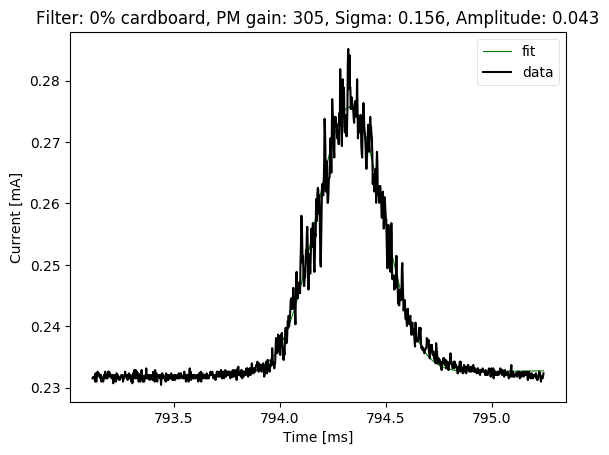 Filter: 0% cardboard, PM gain: 305, Sigma: 0.156, Amplitude: 0.043
fit
data
0.28
0.27
0.26
0.25
0.24
0.23
Current [mA]
793.5
794.0
794.5
795.0
Time [ms]